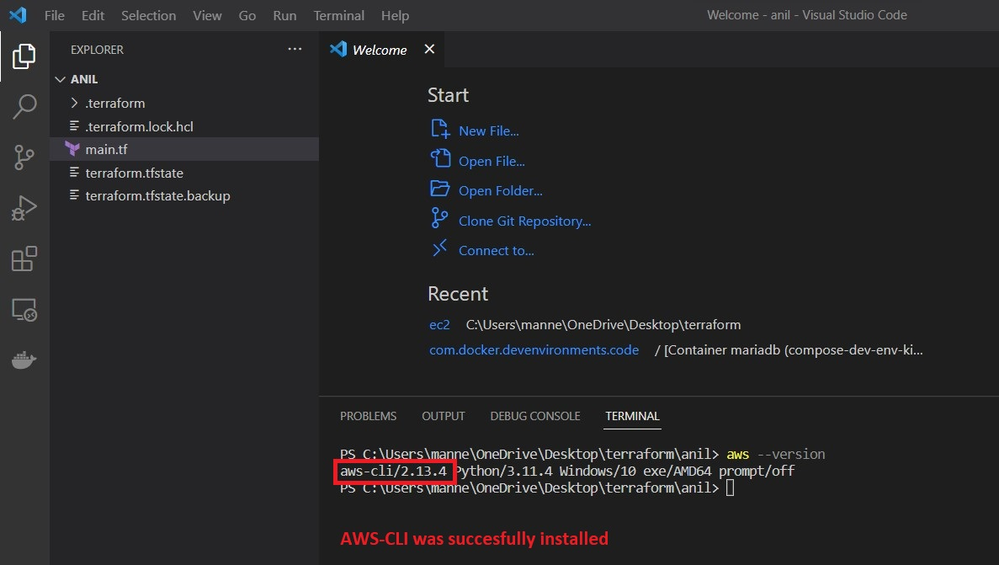 File Edit Selection View Go Run Terminal Help
Welcome - anil - Visual Studio Code
EXPLORER
...
Welcome
ANIL
.terraform
.terraform.lock.hcl
main.tf
terraform.tfstate
terraform.tfstate.backup
Start
New File...
Open File...
Open Folder...
Clone Git Repository...
Connect to...
Recent
ec2 C:\Users\manne\OneDrive\Desktop\terraform
com.docker.devenvironments.code / [Container mariadb (compose-dev-env-ki...
PROBLEMS OUTPUT DEBUG CONSOLE TERMINAL
PS C:\Users\manne\OneDrive\Desktop\terraform\anil> aws --version
aws-cli/2.13.4 Python/3.11.4 Windows/10 exe/AMD64 prompt/off
PS C:\Users\manne\OneDrive\Desktop\terraform\anil>
AWS-CLI was succesfully installed